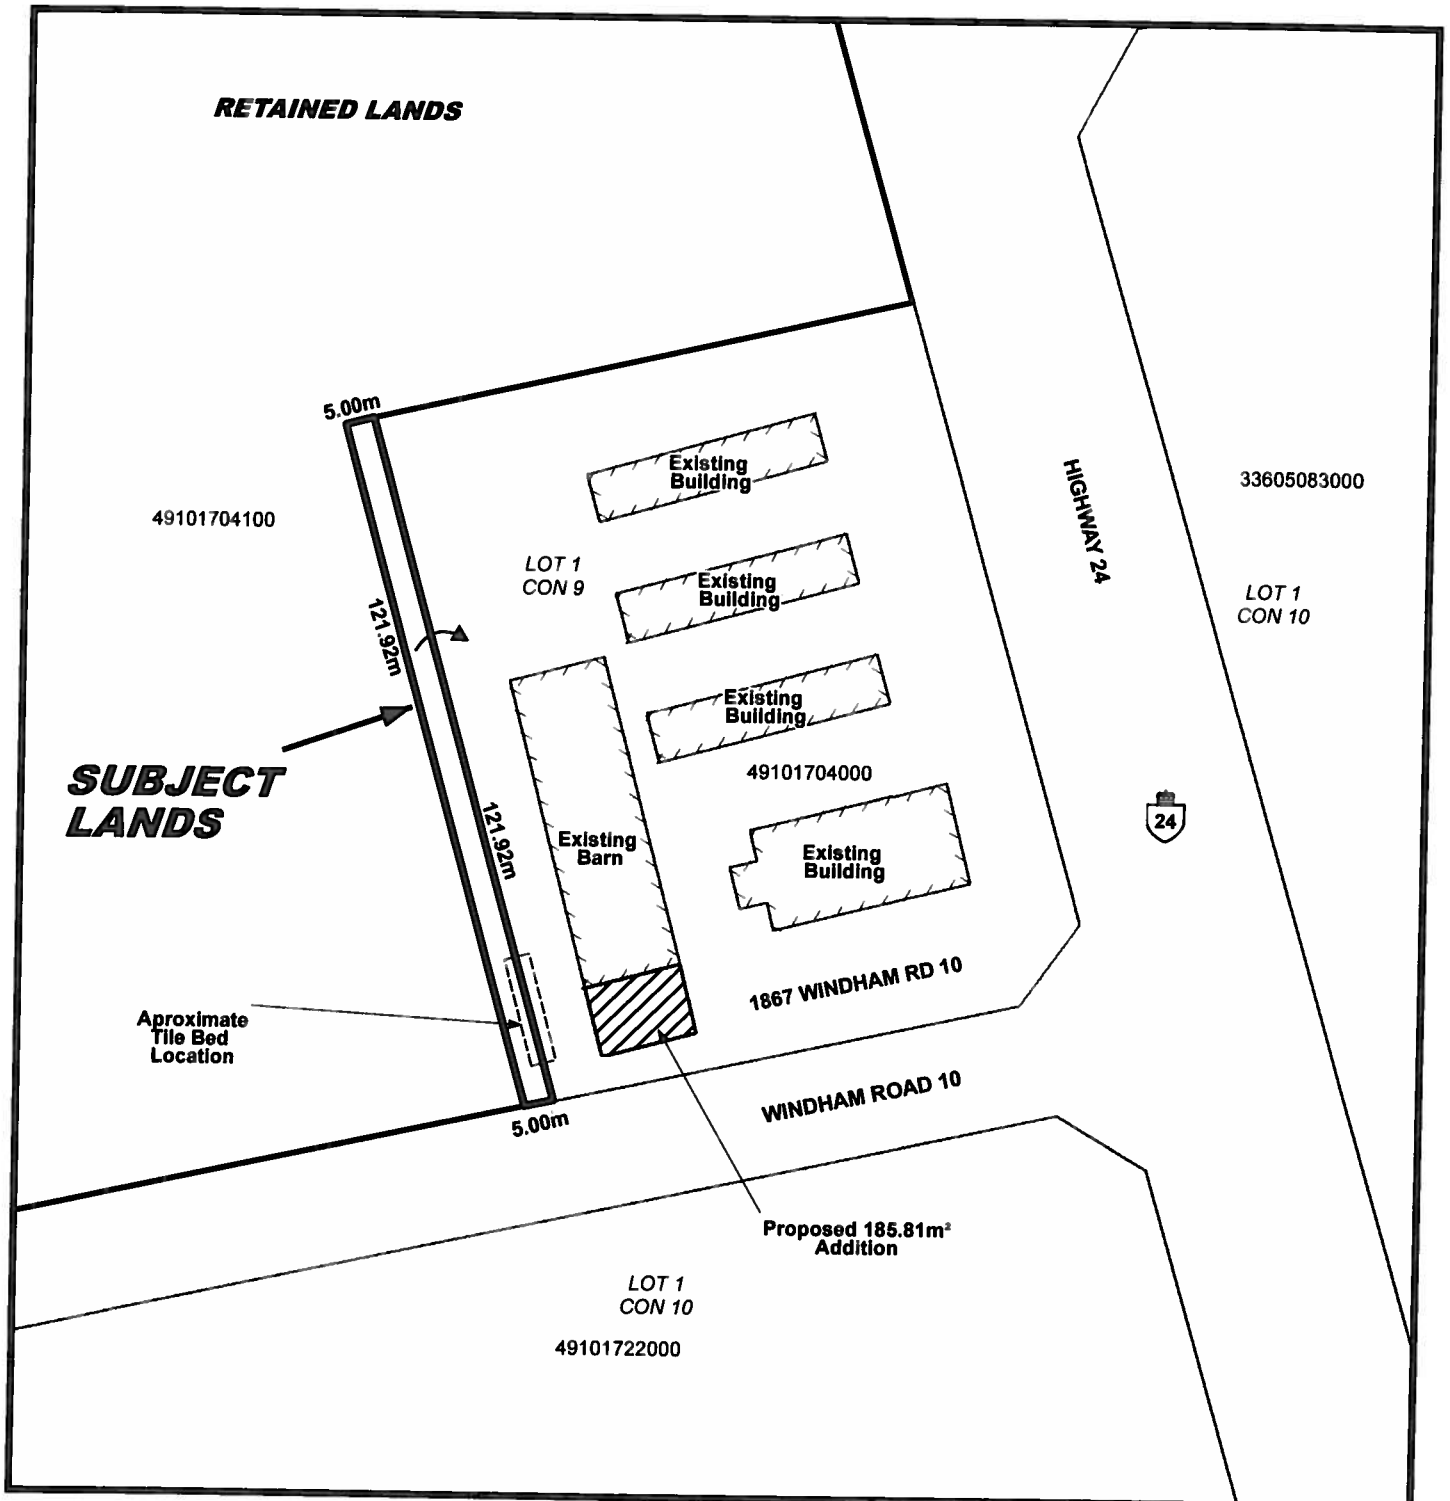 RETAINED LANDS
5.00m
Existing
Building
33605083000
49101704100
HIGHWAY 24
LOT 1
CON 9
Existing
Building
LOT 1
CON 10
121.92m
Existing
Building
SUBJECT
LANDS
49101704000
121.92m
24
Existing
Barn
Existing
Building
1867 WINDHAM RD 10
Aproximate
Tile Bed
Location
WINDHAM ROAD 10
5.00m
Proposed 185.81m²
Addition
LOT 1
CON 10
49101722000